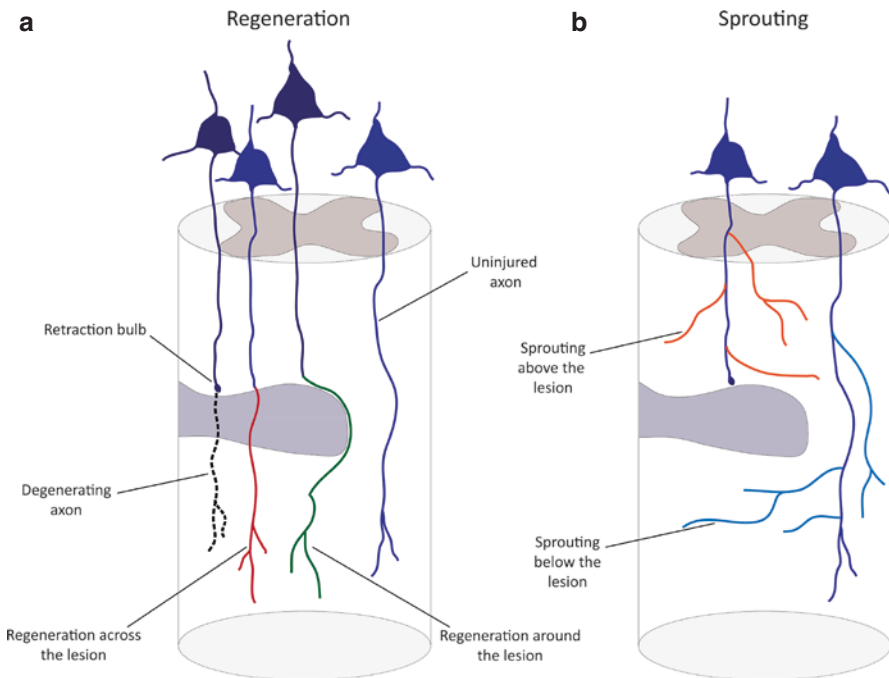 a
Regeneration
Uninjured
axon
Retraction bulb
Degenerating
axon
Regeneration across
the lesion
Regeneration around
the lesion
b
Sprouting
Sprouting
above the
lesion
Sprouting
below the
lesion